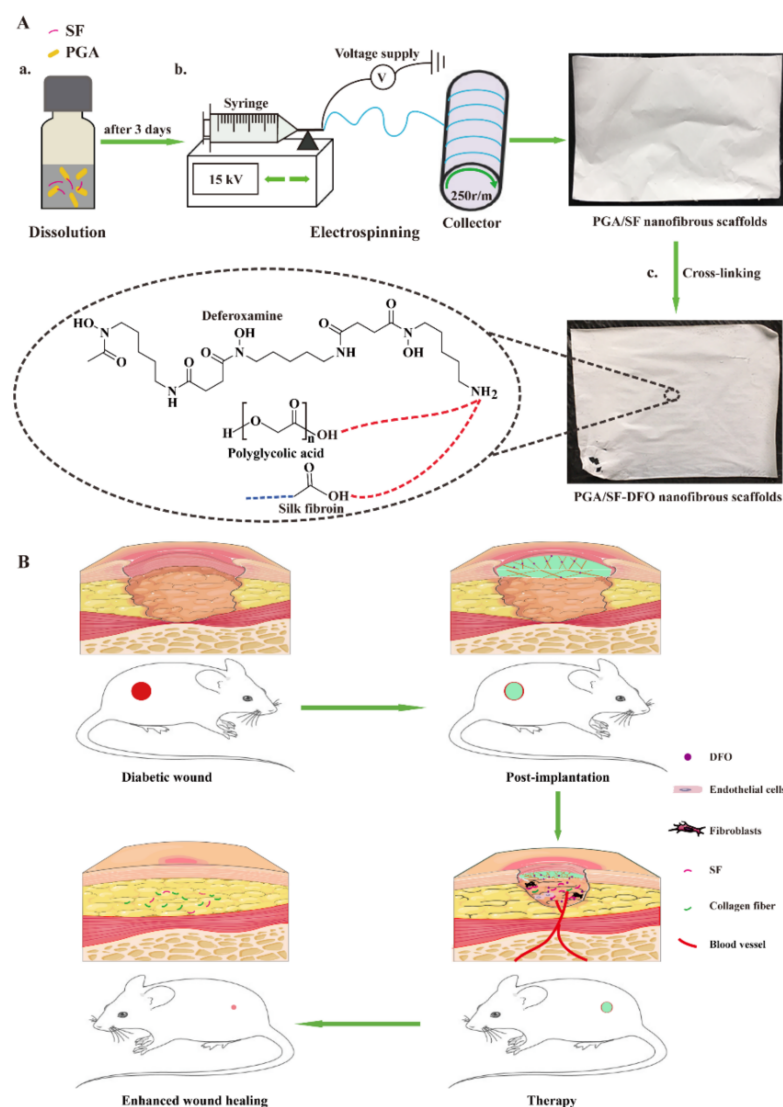 A
SF
PGA
a.
b.
after 3 days
Syringe
Voltage supply
V
15 kV
250r/m
Dissolution
Electrospinning
Collector
PGA/SF nanofibrous scaffolds
c.
Cross-linking
Deferoxamine
HO
N
O
N
H
O
O
OH
N
N
H
O
O
N
OH
NH2
H
O
O
n
OH
Polyglycolic acid
O
OH
Silk fibroin
PGA/SF-DFO nanofibrous scaffolds
B
Diabetic wound
Post-implantation
DFO
Endothelial cells
Fibroblasts
SF
Collagen fiber
Blood vessel
Enhanced wound healing
Therapy